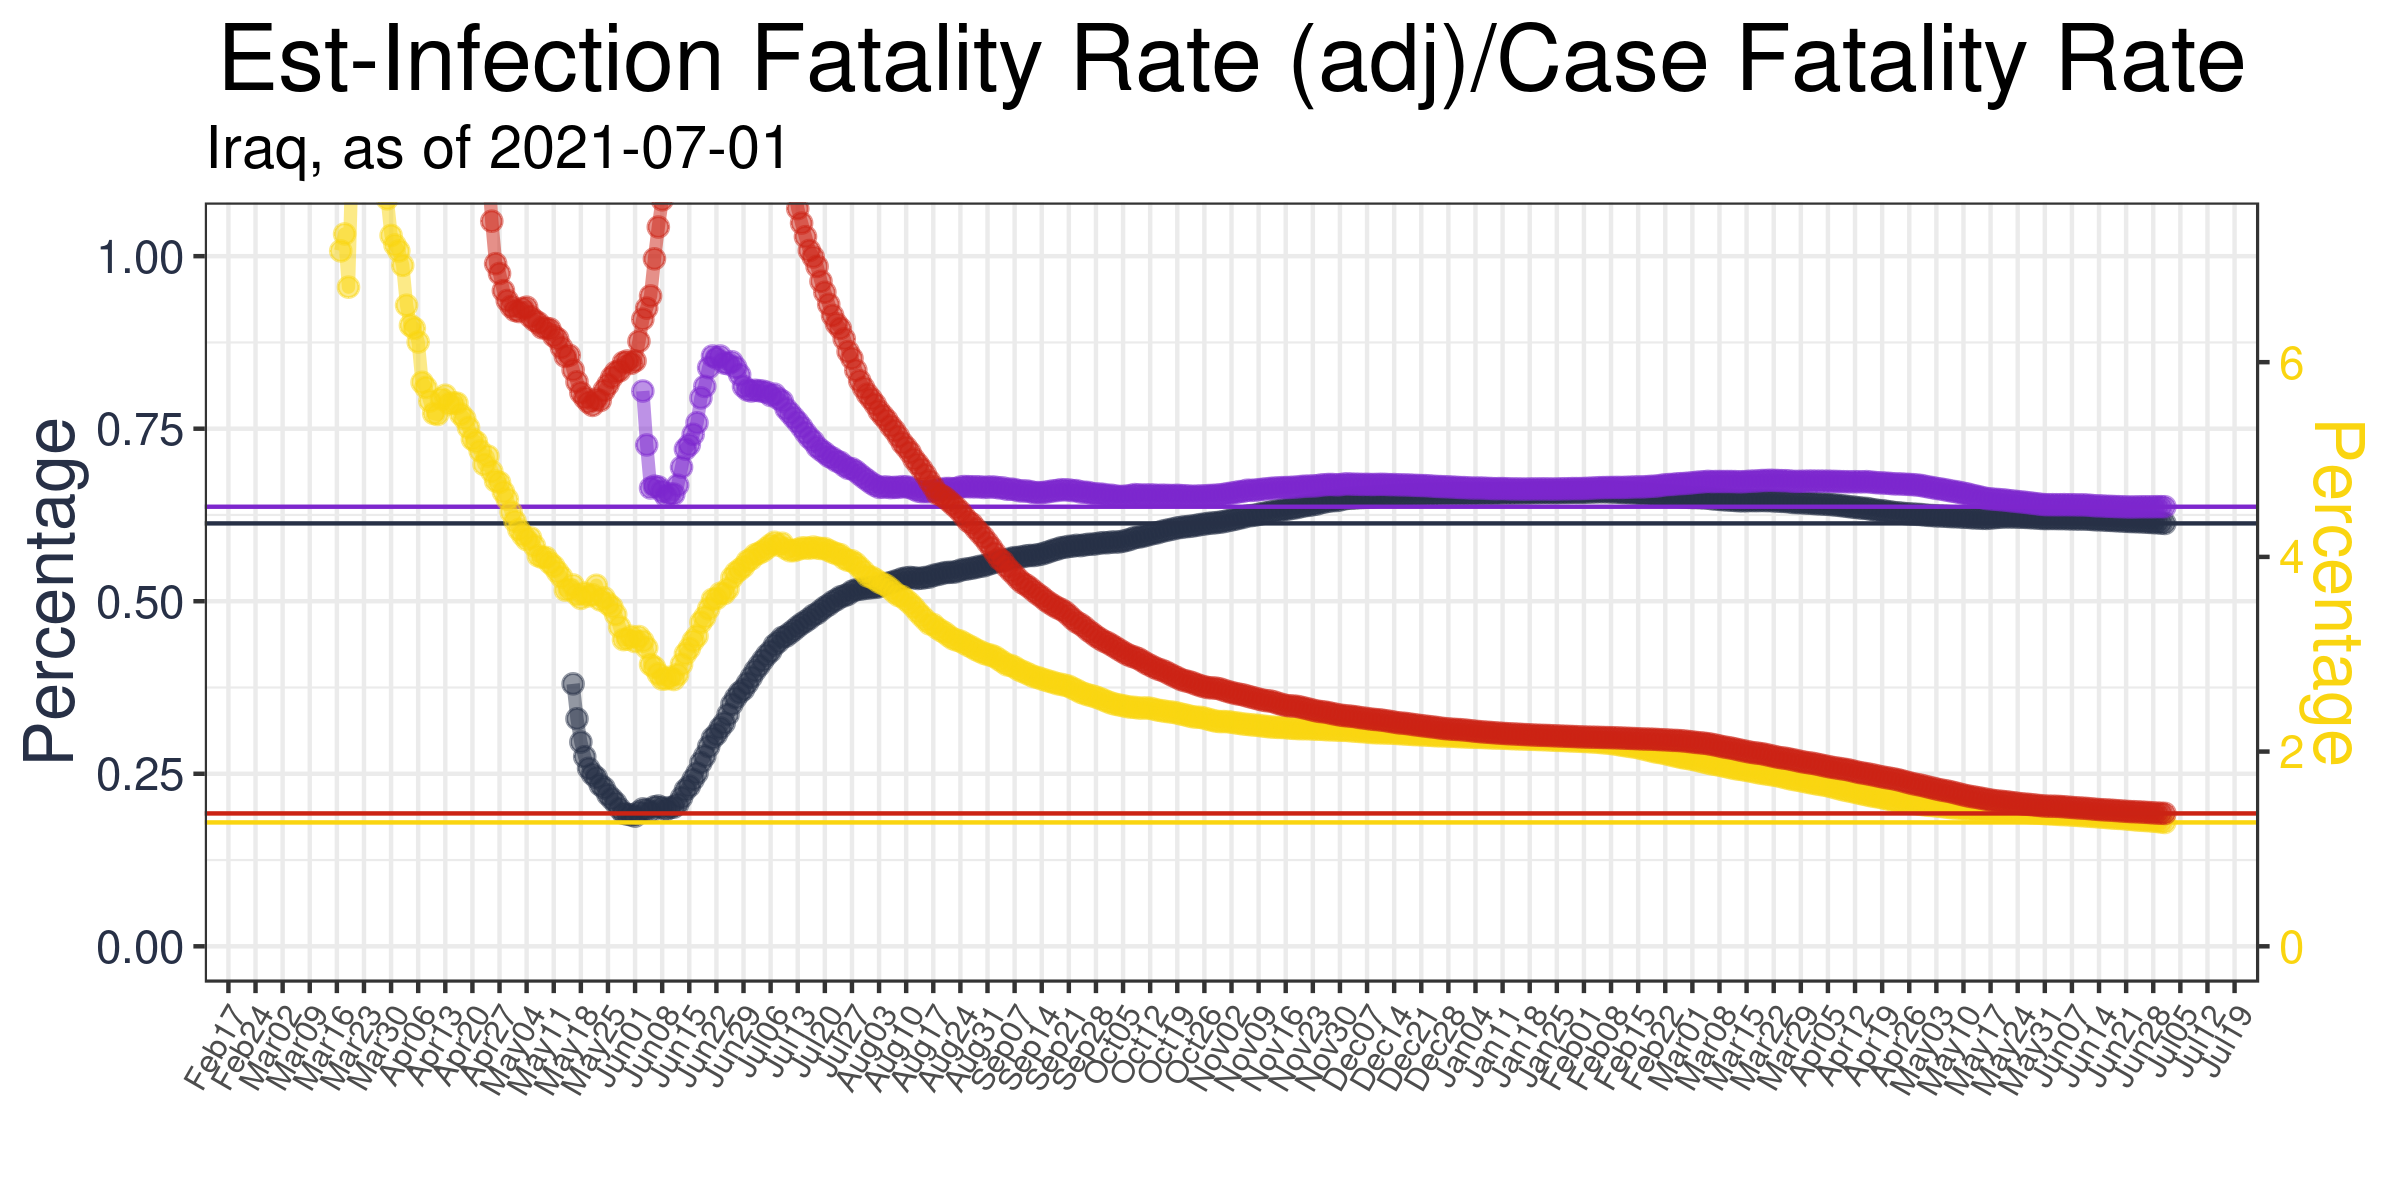 Est-Infection Fatality Rate (adj)/Case Fatality Rate
Iraq, as of 2021-07-01
Percentage
1.00
0.75
0.50
0.25
0.00
6
4
2
0
Percentage
Feb17
Feb24
Mar02
Mar09
Mar16
Mar23
Mar30
Apr06
Apr13
Apr20
Apr27
May04
May11
May18
May25
Jun01
Jun08
Jun15
Jun22
Jun29
Jul06
Jul13
Jul20
Jul27
Aug03
Aug10
Aug17
Aug24
Aug31
Sep07
Sep14
Sep21
Sep28
Oct05
Oct12
Oct19
Oct26
Nov02
Nov09
Nov16
Nov23
Nov30
Dec07
Dec14
Dec21
Dec28
Jan04
Jan11
Jan18
Jan25
Feb01
Feb08
Feb15
Feb22
Mar01
Mar08
Mar15
Mar22
Mar29
Apr05
Apr12
Apr19
Apr26
May03
May10
May17
May24
May31
Jun07
Jun14
Jun21
Jun28
Jul05
Jul12
Jul19